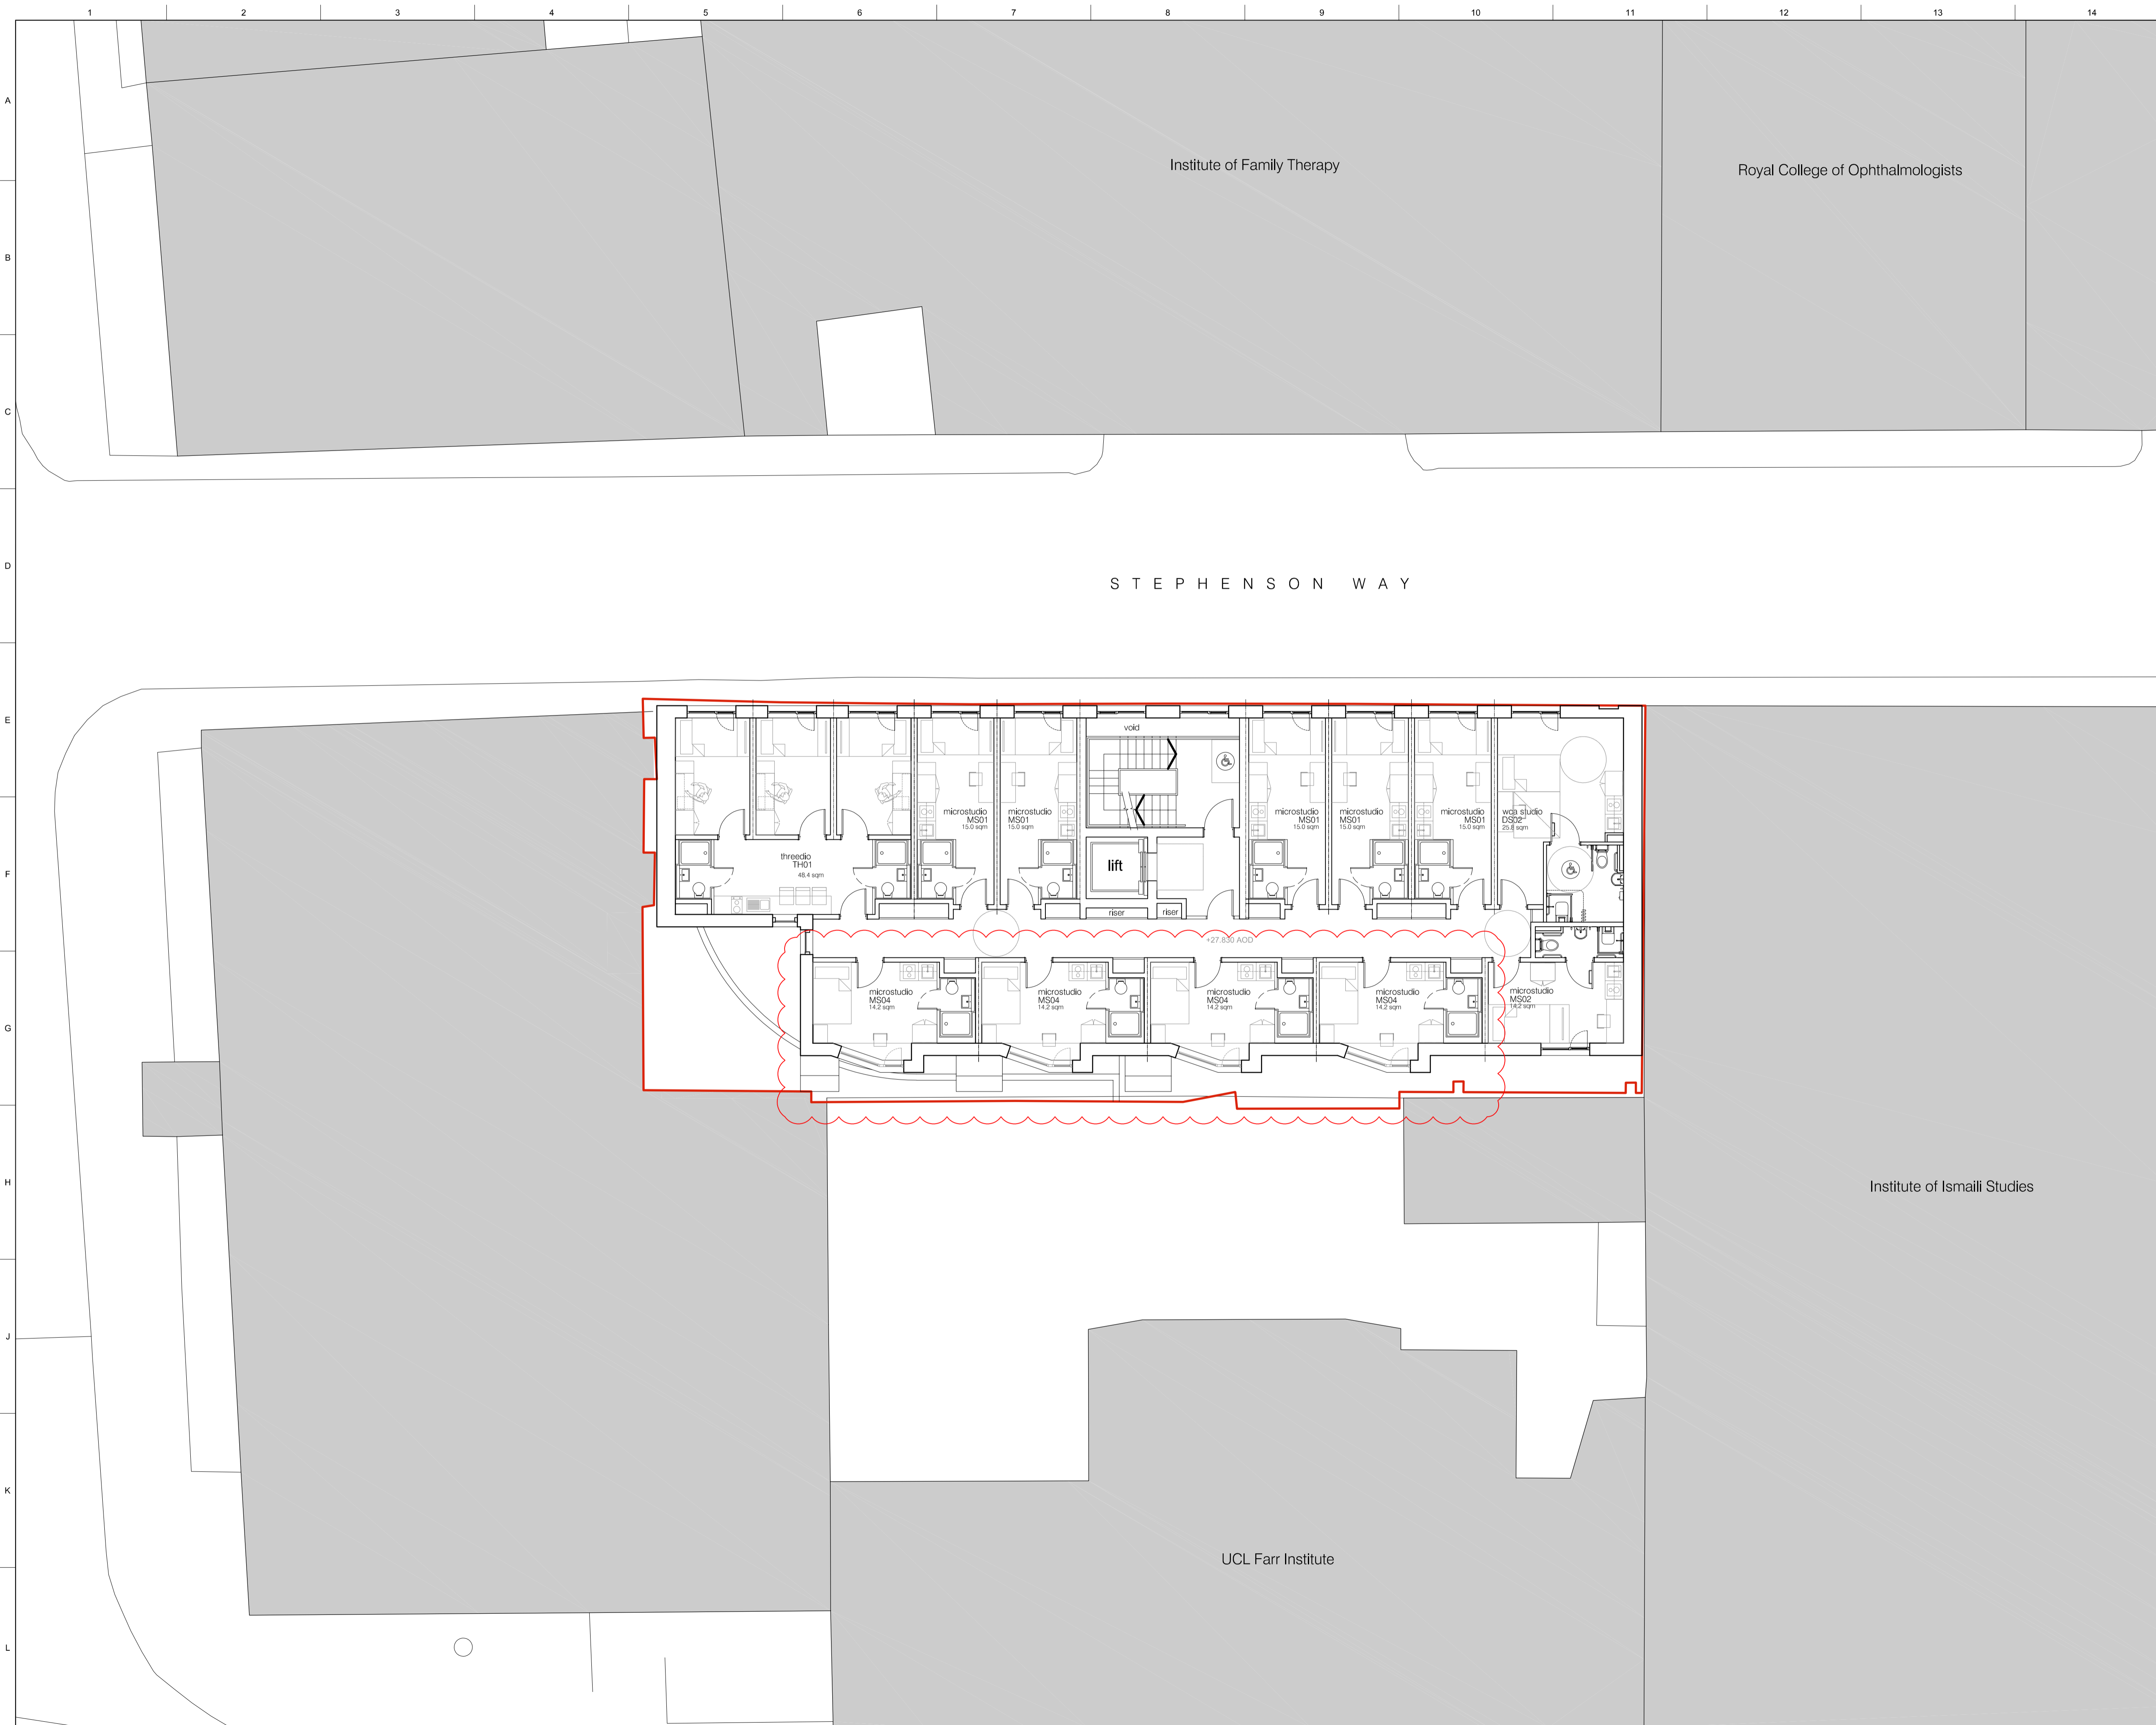 1 2 3 4 5 6 7 8 9 10 11 12 13 14
A
B
C
D
E
F
G
H
J
K
L
Institute of Family Therapy
Royal College of Ophthalmologists
STEPHENSON WAY
void
microstudio
MS01
15.0 sqm
microstudio
MS01
15.0 sqm
microstudio
MS01
15.0 sqm
microstudio
MS01
15.0 sqm
microstudio
MS01
15.0 sqm
wca studio
DS02
25.8 sqm
threedio
TH01
48.4 sqm
lift
riser
riser
+27.830 AOD
microstudio
MS04
14.2 sqm
microstudio
MS04
14.2 sqm
microstudio
MS04
14.2 sqm
microstudio
MS04
14.2 sqm
microstudio
MS02
14.2 sqm
Institute of Ismaili Studies
UCL Farr Institute